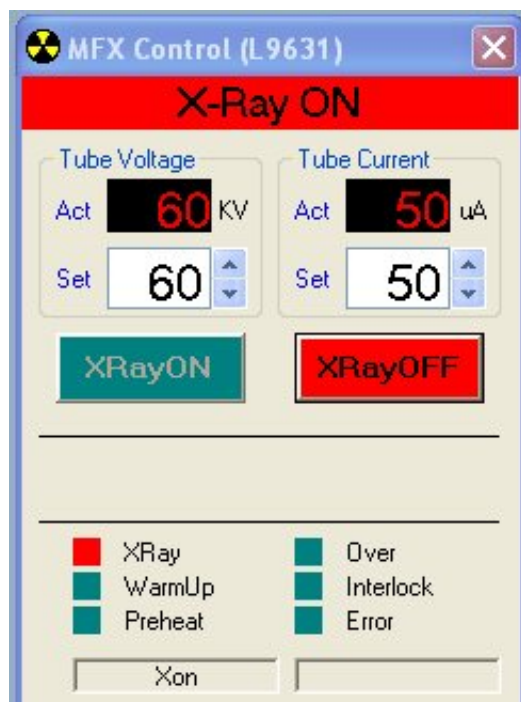 MFX Control (L9631)
X-Ray ON
Tube Voltage
Tube Current
Act 60 KV
Act 50 uA
Set 60
Set 50
XRayON
XRayOFF
XRay
Over
WarmUp
Interlock
Preheat
Error
Xon